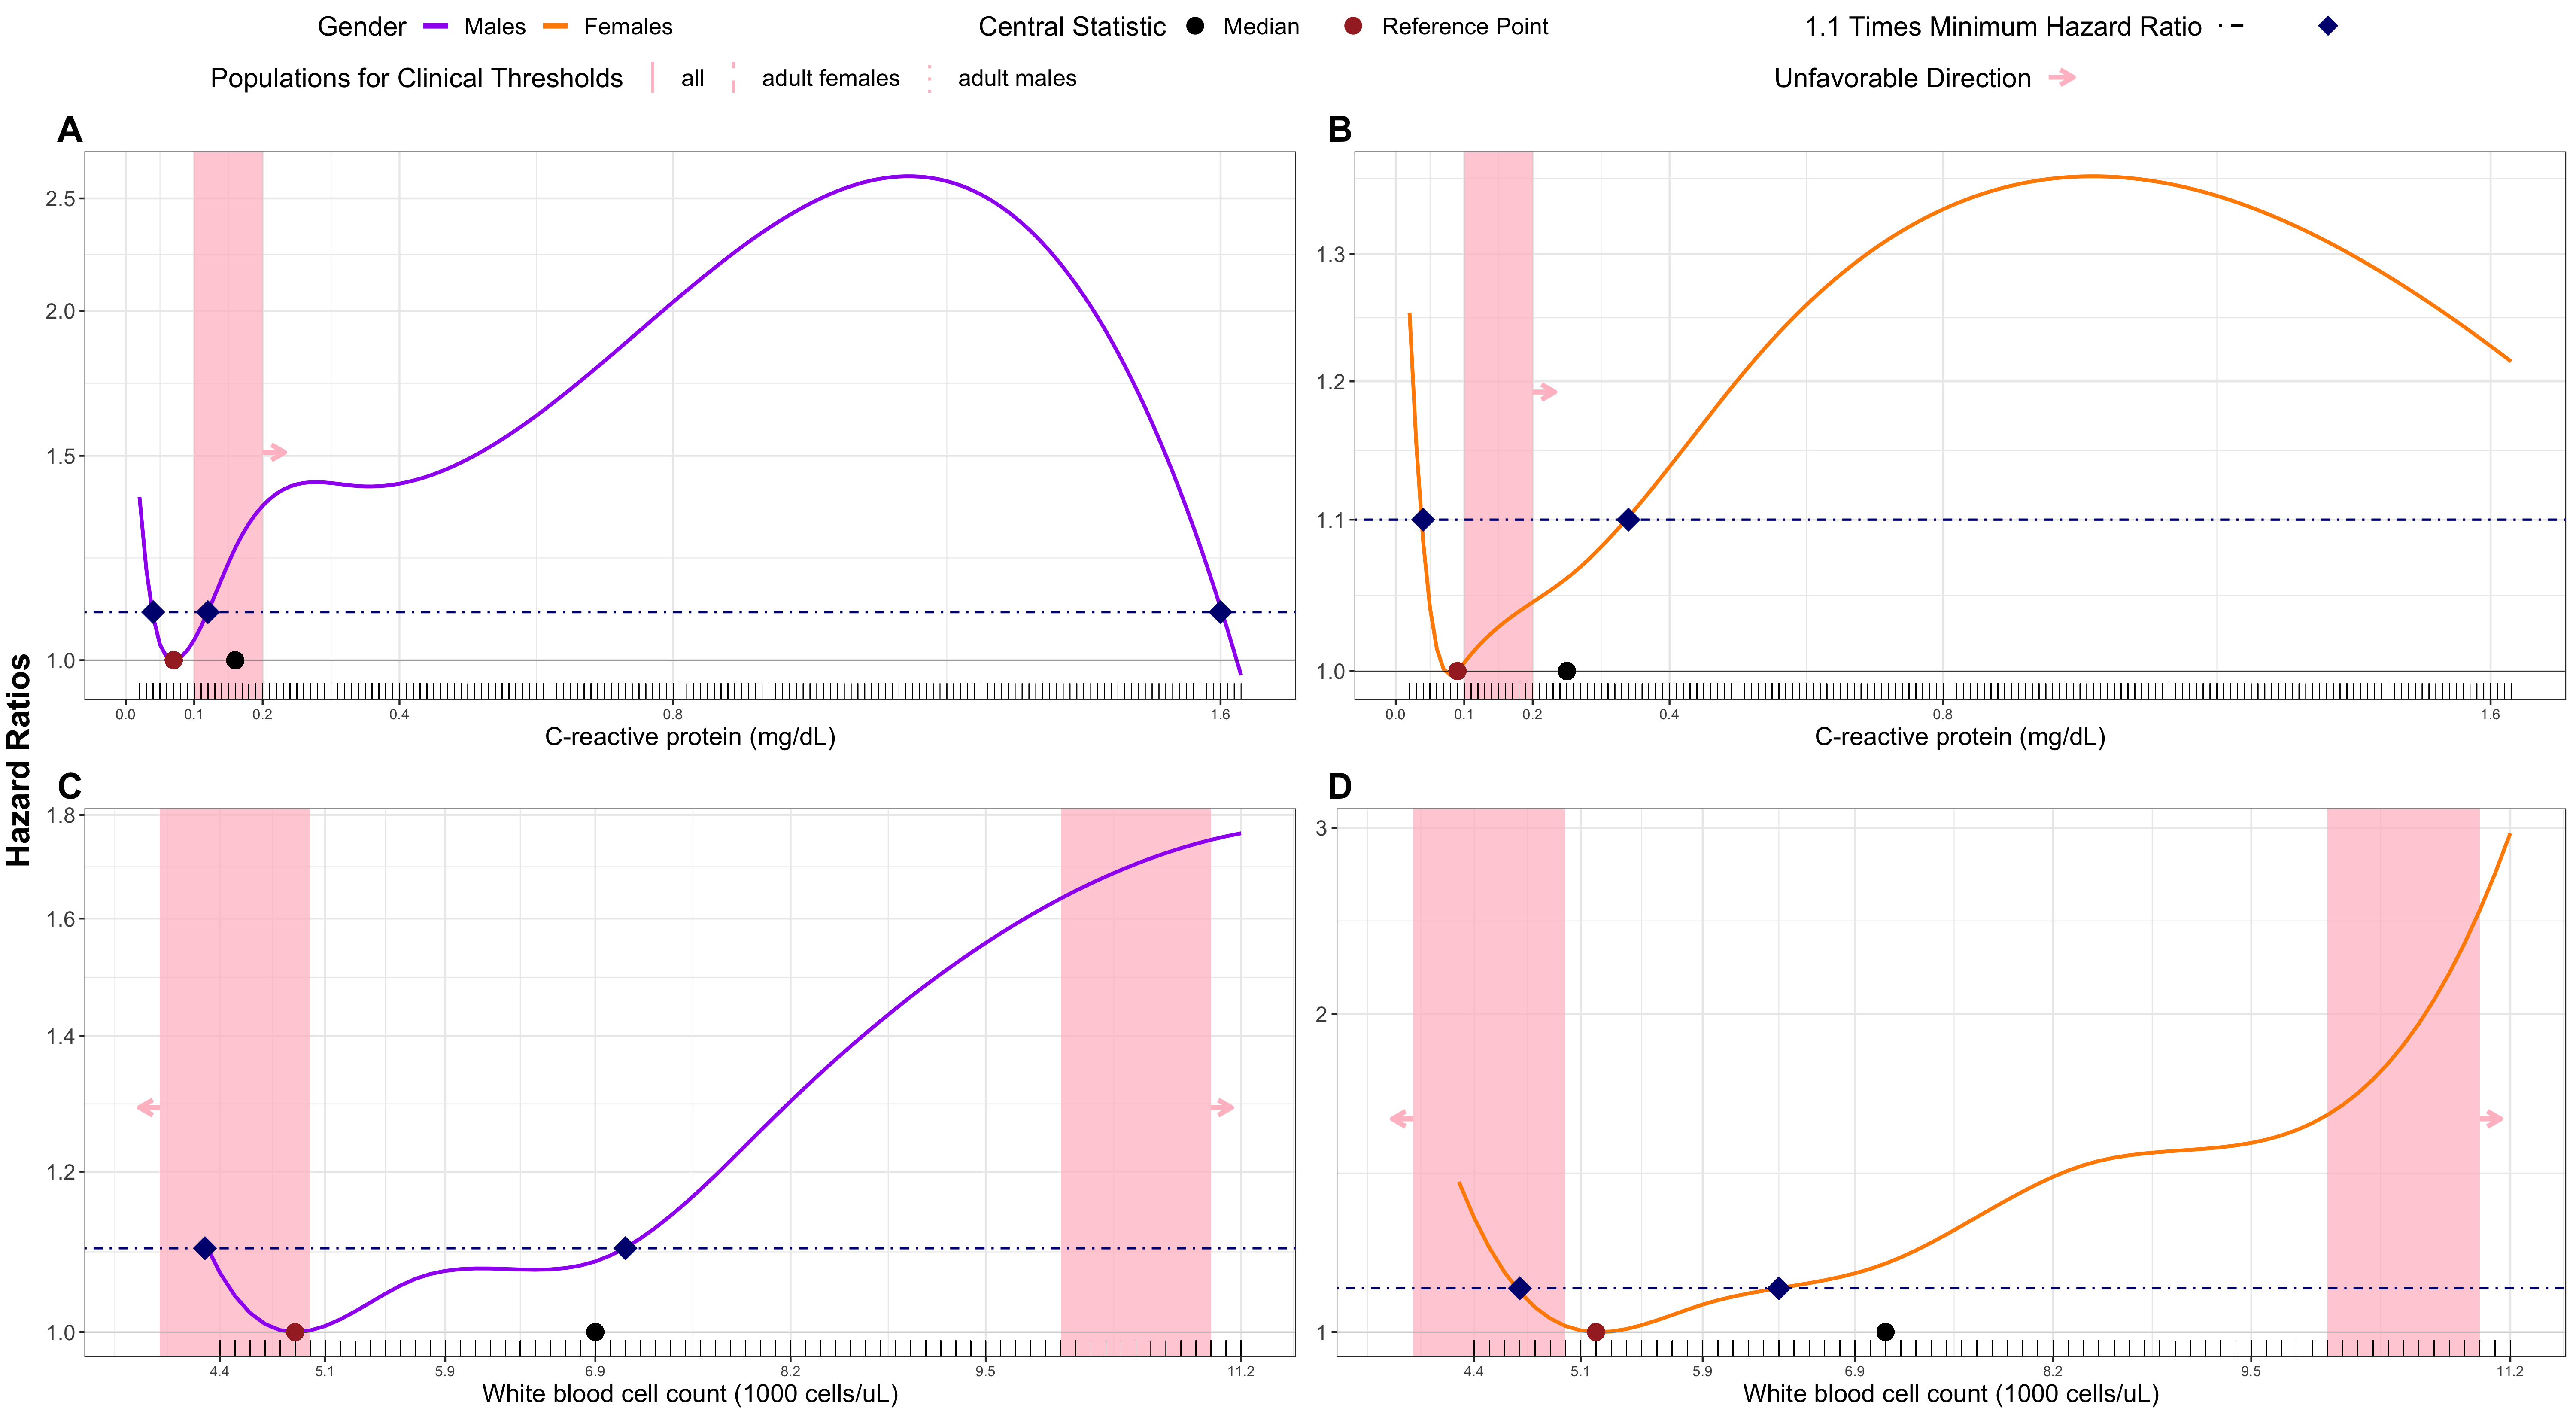 Gender Males Females Central Statistic Median Reference Point 1.1 Times Minimum Hazard Ratio
Populations for Clinical Thresholds all adult females adult males Unfavorable Direction
Hazard Ratios
A
2.5
2.0
1.5
1.0
0.0 0.1 0.2 0.4 0.8 1.6
C-reactive protein (mg/dL)
B
1.3
1.2
1.1
1.0
0.0 0.1 0.2 0.4 0.8 1.6
C-reactive protein (mg/dL)
C
1.8
1.6
1.4
1.2
1.0
4.4 5.1 5.9 6.9 8.2 9.5 11.2
White blood cell count (1000 cells/uL)
D
3
2
1
4.4 5.1 5.9 6.9 8.2 9.5 11.2
White blood cell count (1000 cells/uL)